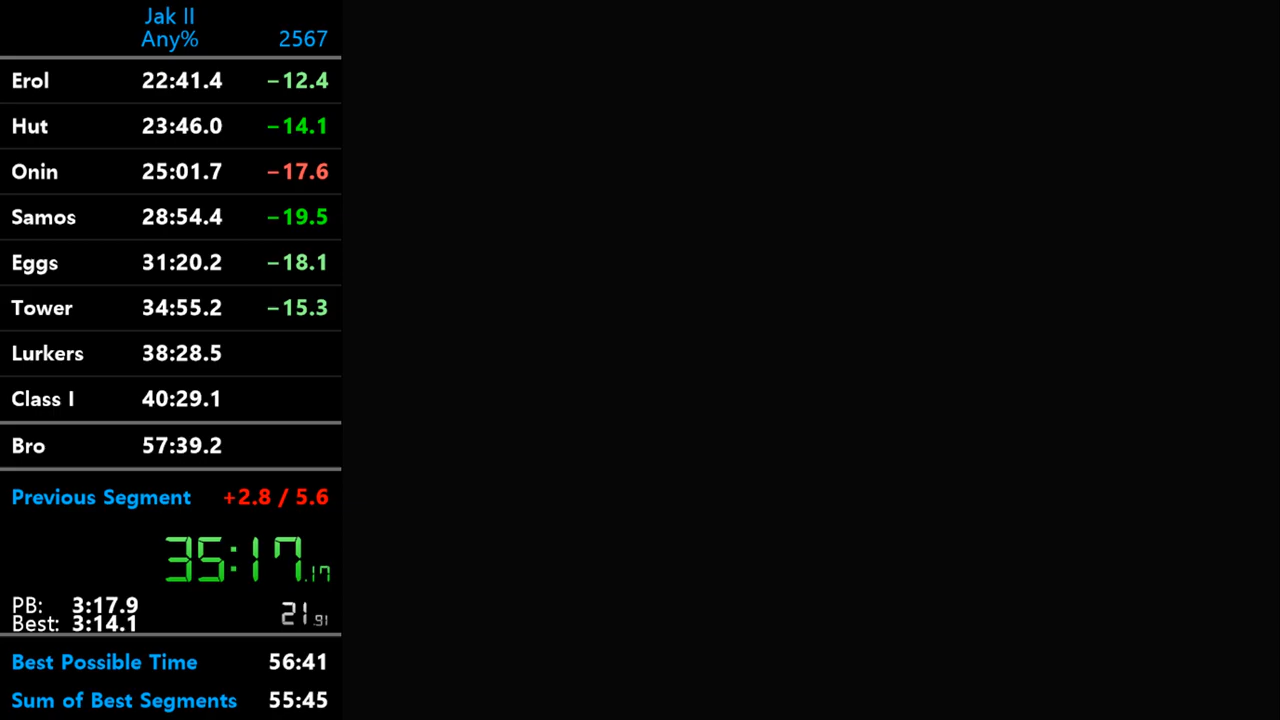 Jak II
Any% 2567
Erol 22:41.4 −12.4
Hut 23:46.0 −14.1
Onin 25:01.7 −17.6
Samos 28:54.4 −19.5
Eggs 31:20.2 −18.1
Tower 34:55.2 −15.3
Lurkers 38:28.5
Class I 40:29.1
Bro 57:39.2
Previous Segment +2.8 / 5.6
35:17.17
PB: 3:17.9
Best: 3:14.1 21.91
Best Possible Time 56:41
Sum of Best Segments 55:45